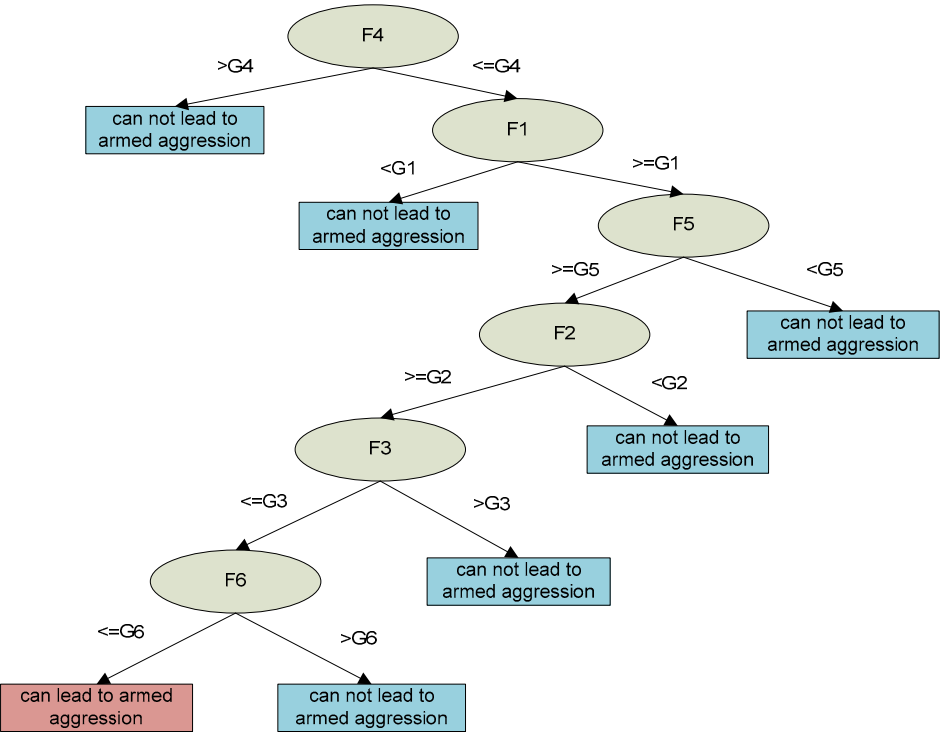 F4
>G4
<=G4
can not lead to
armed aggression
F1
<G1
>=G1
can not lead to
armed aggression
F5
>=G5
<G5
F2
can not lead to
armed aggression
>=G2
<G2
F3
can not lead to
armed aggression
<=G3
>G3
F6
can not lead to
armed aggression
<=G6
>G6
can lead to armed
aggression
can not lead to
armed aggression